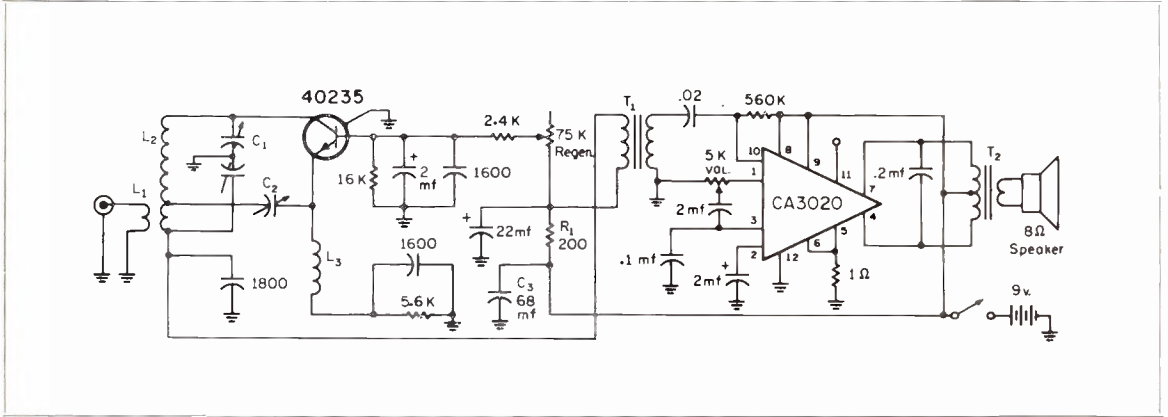 40235
L2
C1
L1
C2
L3
1800
16K
+
2
mf
1600
2.4K
75 K
Regen.
+
22mf
R1
200
C3
68
mf
1600
5.6K
T1
.02
560K
5 K
VOL.
2mf
.1 mf
+
2mf
10
1
3
2
12
8
9
11
7
4
6
5
CA3020
1Ω
.2mf
T2
8Ω
Speaker
9v.